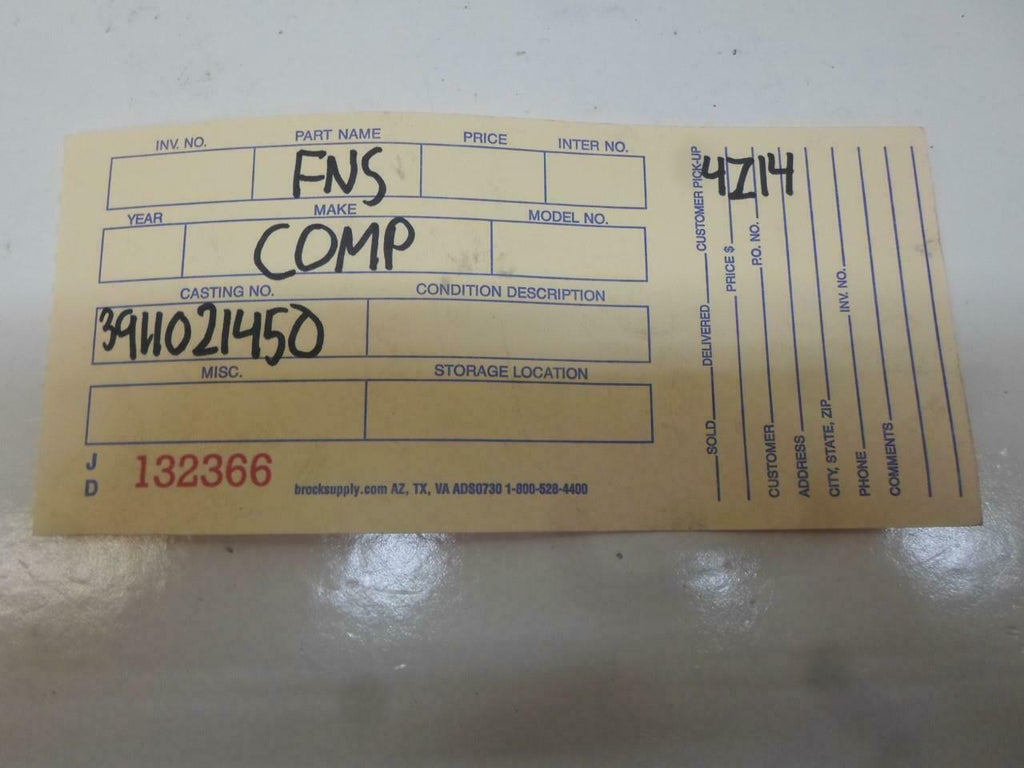 INV. NO. PART NAME PRICE INTER NO.
FNS
YEAR MAKE MODEL NO.
COMP
CASTING NO. CONDITION DESCRIPTION
3911021450
MISC. STORAGE LOCATION
J D 132366
brocksupply.com AZ, TX, VA ADS0730 1-800-528-4400
4Z14
SOLD DELIVERED CUSTOMER PICK-UP
PRICE $
P.O. NO.
CUSTOMER
ADDRESS
CITY, STATE, ZIP
PHONE INV. NO.
COMMENTS